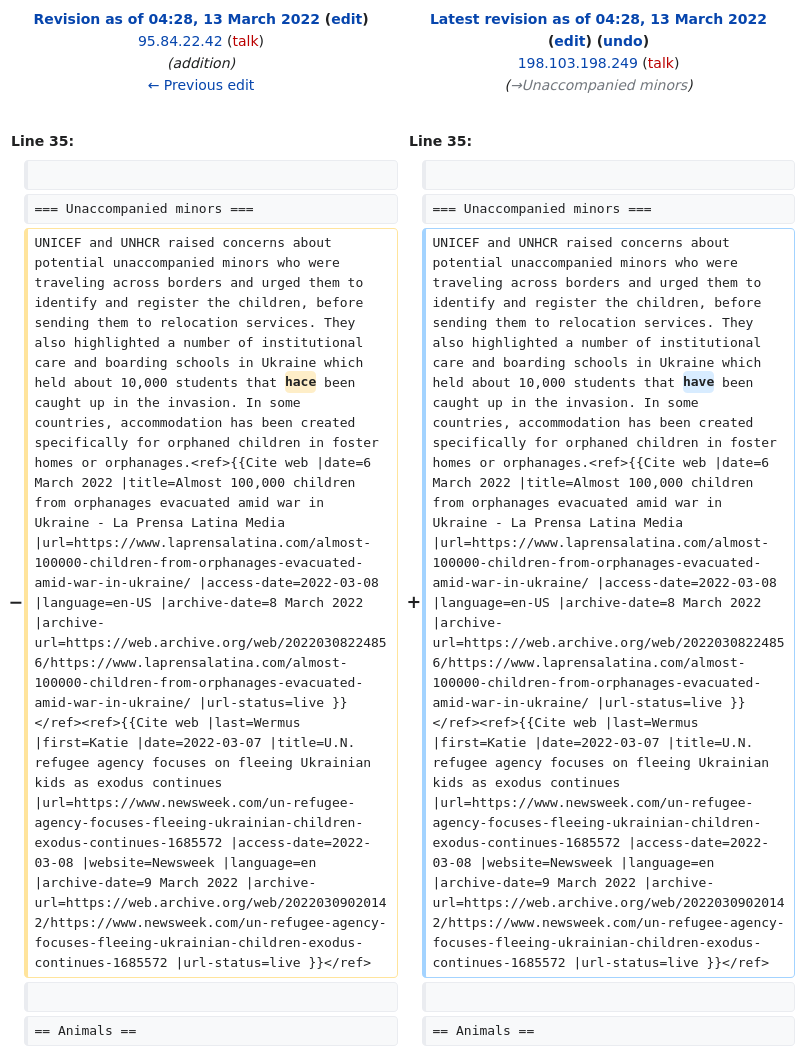 Revision as of 04:28, 13 March 2022 (edit)
95.84.22.42 (talk)
(addition)
← Previous edit
Latest revision as of 04:28, 13 March 2022
(edit) (undo)
198.103.198.249 (talk)
(→Unaccompanied minors)
Line 35:
Line 35:
=== Unaccompanied minors ===
=== Unaccompanied minors ===
−
UNICEF and UNHCR raised concerns about
potential unaccompanied minors who were
traveling across borders and urged them to
identify and register the children, before
sending them to relocation services. They
also highlighted a number of institutional
care and boarding schools in Ukraine which
held about 10,000 students that hace been
caught up in the invasion. In some
countries, accommodation has been created
specifically for orphaned children in foster
homes or orphanages.<ref>{{Cite web |date=6
March 2022 |title=Almost 100,000 children
from orphanages evacuated amid war in
Ukraine - La Prensa Latina Media
|url=https://www.laprensalatina.com/almost-
100000-children-from-orphanages-evacuated-
amid-war-in-ukraine/ |access-date=2022-03-08
|language=en-US |archive-date=8 March 2022
|archive-
url=https://web.archive.org/web/2022030822485
6/https://www.laprensalatina.com/almost-
100000-children-from-orphanages-evacuated-
amid-war-in-ukraine/ |url-status=live }}
</ref><ref>{{Cite web |last=Wermus
|first=Katie |date=2022-03-07 |title=U.N.
refugee agency focuses on fleeing Ukrainian
kids as exodus continues
|url=https://www.newsweek.com/un-refugee-
agency-focuses-fleeing-ukrainian-children-
exodus-continues-1685572 |access-date=2022-
03-08 |website=Newsweek |language=en
|archive-date=9 March 2022 |archive-
url=https://web.archive.org/web/2022030902014
2/https://www.newsweek.com/un-refugee-agency-
focuses-fleeing-ukrainian-children-exodus-
continues-1685572 |url-status=live }}</ref>
+
UNICEF and UNHCR raised concerns about
potential unaccompanied minors who were
traveling across borders and urged them to
identify and register the children, before
sending them to relocation services. They
also highlighted a number of institutional
care and boarding schools in Ukraine which
held about 10,000 students that have been
caught up in the invasion. In some
countries, accommodation has been created
specifically for orphaned children in foster
homes or orphanages.<ref>{{Cite web |date=6
March 2022 |title=Almost 100,000 children
from orphanages evacuated amid war in
Ukraine - La Prensa Latina Media
|url=https://www.laprensalatina.com/almost-
100000-children-from-orphanages-evacuated-
amid-war-in-ukraine/ |access-date=2022-03-08
|language=en-US |archive-date=8 March 2022
|archive-
url=https://web.archive.org/web/2022030822485
6/https://www.laprensalatina.com/almost-
100000-children-from-orphanages-evacuated-
amid-war-in-ukraine/ |url-status=live }}
</ref><ref>{{Cite web |last=Wermus
|first=Katie |date=2022-03-07 |title=U.N.
refugee agency focuses on fleeing Ukrainian
kids as exodus continues
|url=https://www.newsweek.com/un-refugee-
agency-focuses-fleeing-ukrainian-children-
exodus-continues-1685572 |access-date=2022-
03-08 |website=Newsweek |language=en
|archive-date=9 March 2022 |archive-
url=https://web.archive.org/web/2022030902014
2/https://www.newsweek.com/un-refugee-agency-
focuses-fleeing-ukrainian-children-exodus-
continues-1685572 |url-status=live }}</ref>
== Animals ==
== Animals ==